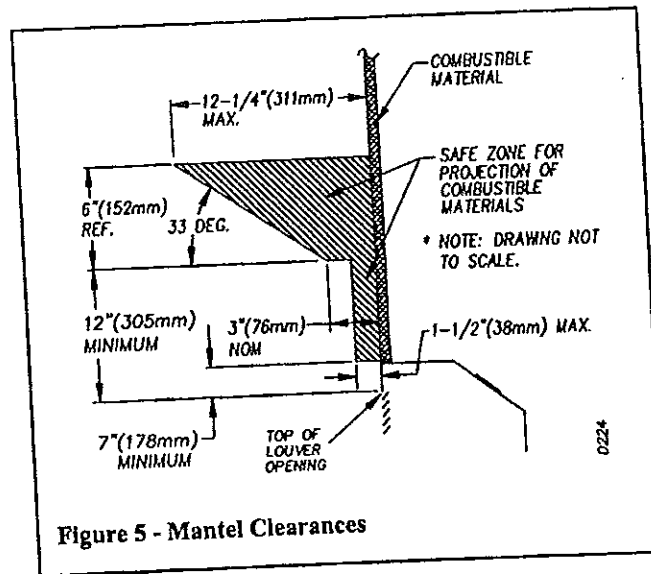 COMBUSTIBLE
MATERIAL
12-1/4"(311mm)
MAX.
SAFE ZONE FOR
PROJECTION OF
COMBUSTIBLE
MATERIALS
6"(152mm)
REF.
33 DEG.
* NOTE: DRAWING NOT
TO SCALE.
12"(305mm)
MINIMUM
3"(76mm)
NOM
1-1/2"(38mm) MAX.
7"(178mm)
MINIMUM
TOP OF
LOUVER
OPENING
0224
Figure 5 - Mantel Clearances